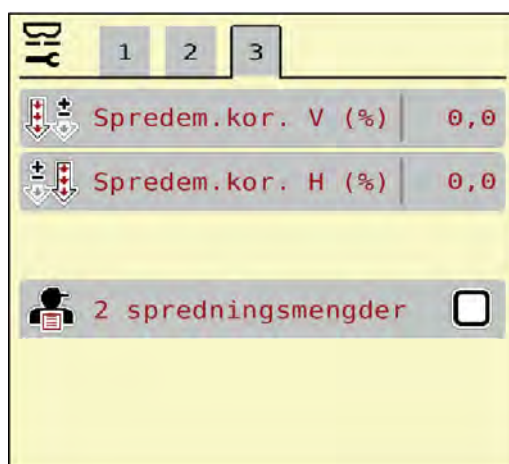 1 2 3
Spredem.kor. V (%) 0,0
Spredem.kor. H (%) 0,0
2 spredningsmengder